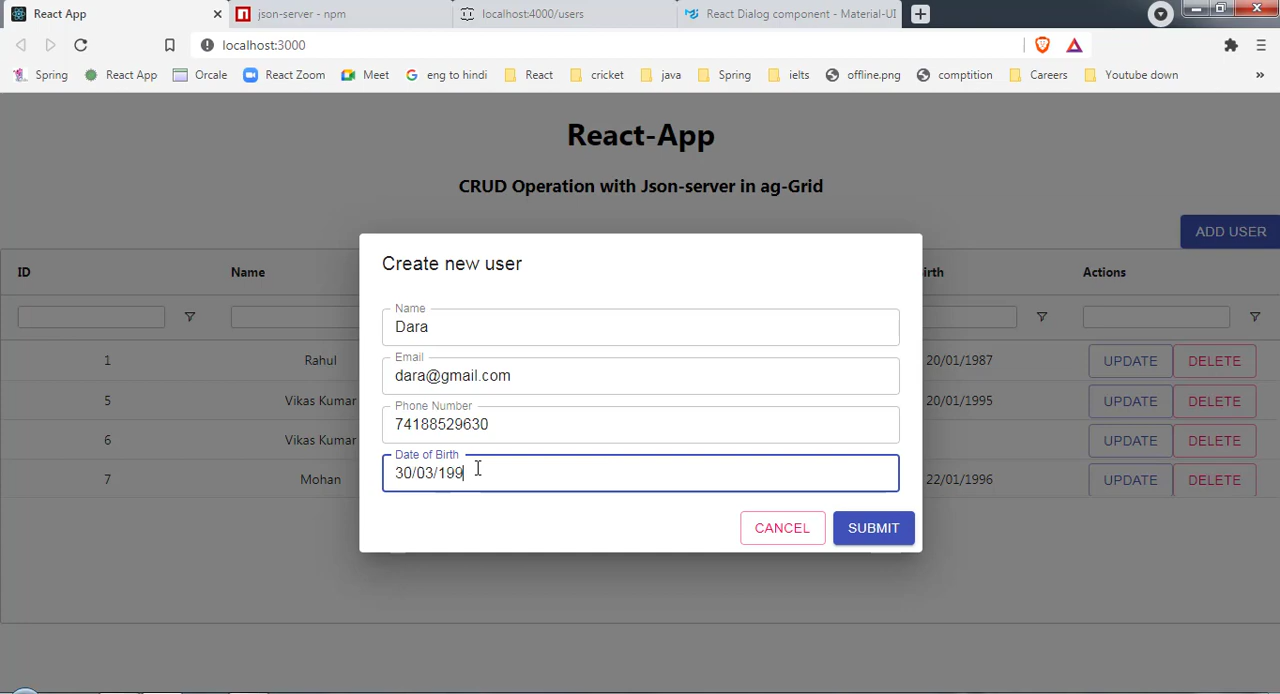 React App
json-server - npm
localhost:4000/users
React Dialog component - Material-UI
localhost:3000
Spring React App Orcale React Zoom Meet eng to hindi React cricket java Spring ielts offline.png comptition Careers Youtube down »
React-App
CRUD Operation with Json-server in ag-Grid
ADD USER
ID Name irth Actions
1 Rahul 20/01/1987 UPDATE DELETE
5 Vikas Kumar 20/01/1995 UPDATE DELETE
6 Vikas Kumar UPDATE DELETE
7 Mohan 22/01/1996 UPDATE DELETE
Create new user
Name
Dara
Email
dara@gmail.com
Phone Number
74188529630
Date of Birth
30/03/199
CANCEL SUBMIT